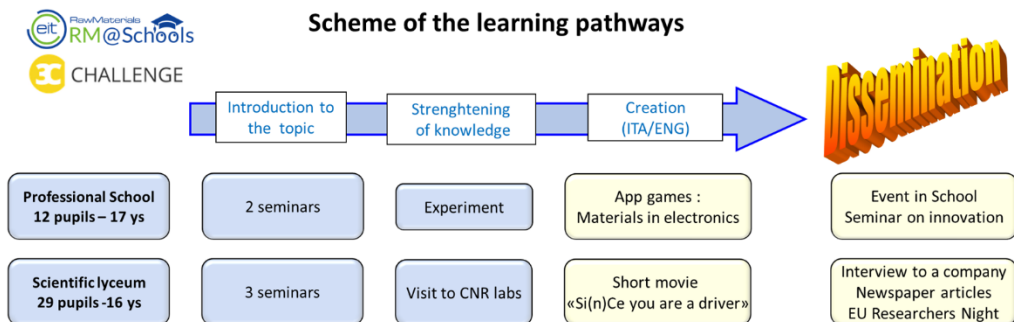 eit RawMaterials
RM@Schools
3C CHALLENGE
Scheme of the learning pathways
Introduction to
the topic
Strenghtening
of knowledge
Creation
(ITA/ENG)
Dissemination
Professional School
12 pupils – 17 ys
2 seminars
Experiment
App games :
Materials in electronics
Event in School
Seminar on innovation
Scientific lyceum
29 pupils -16 ys
3 seminars
Visit to CNR labs
Short movie
«Si(n)Ce you are a driver»
Interview to a company
Newspaper articles
EU Researchers Night